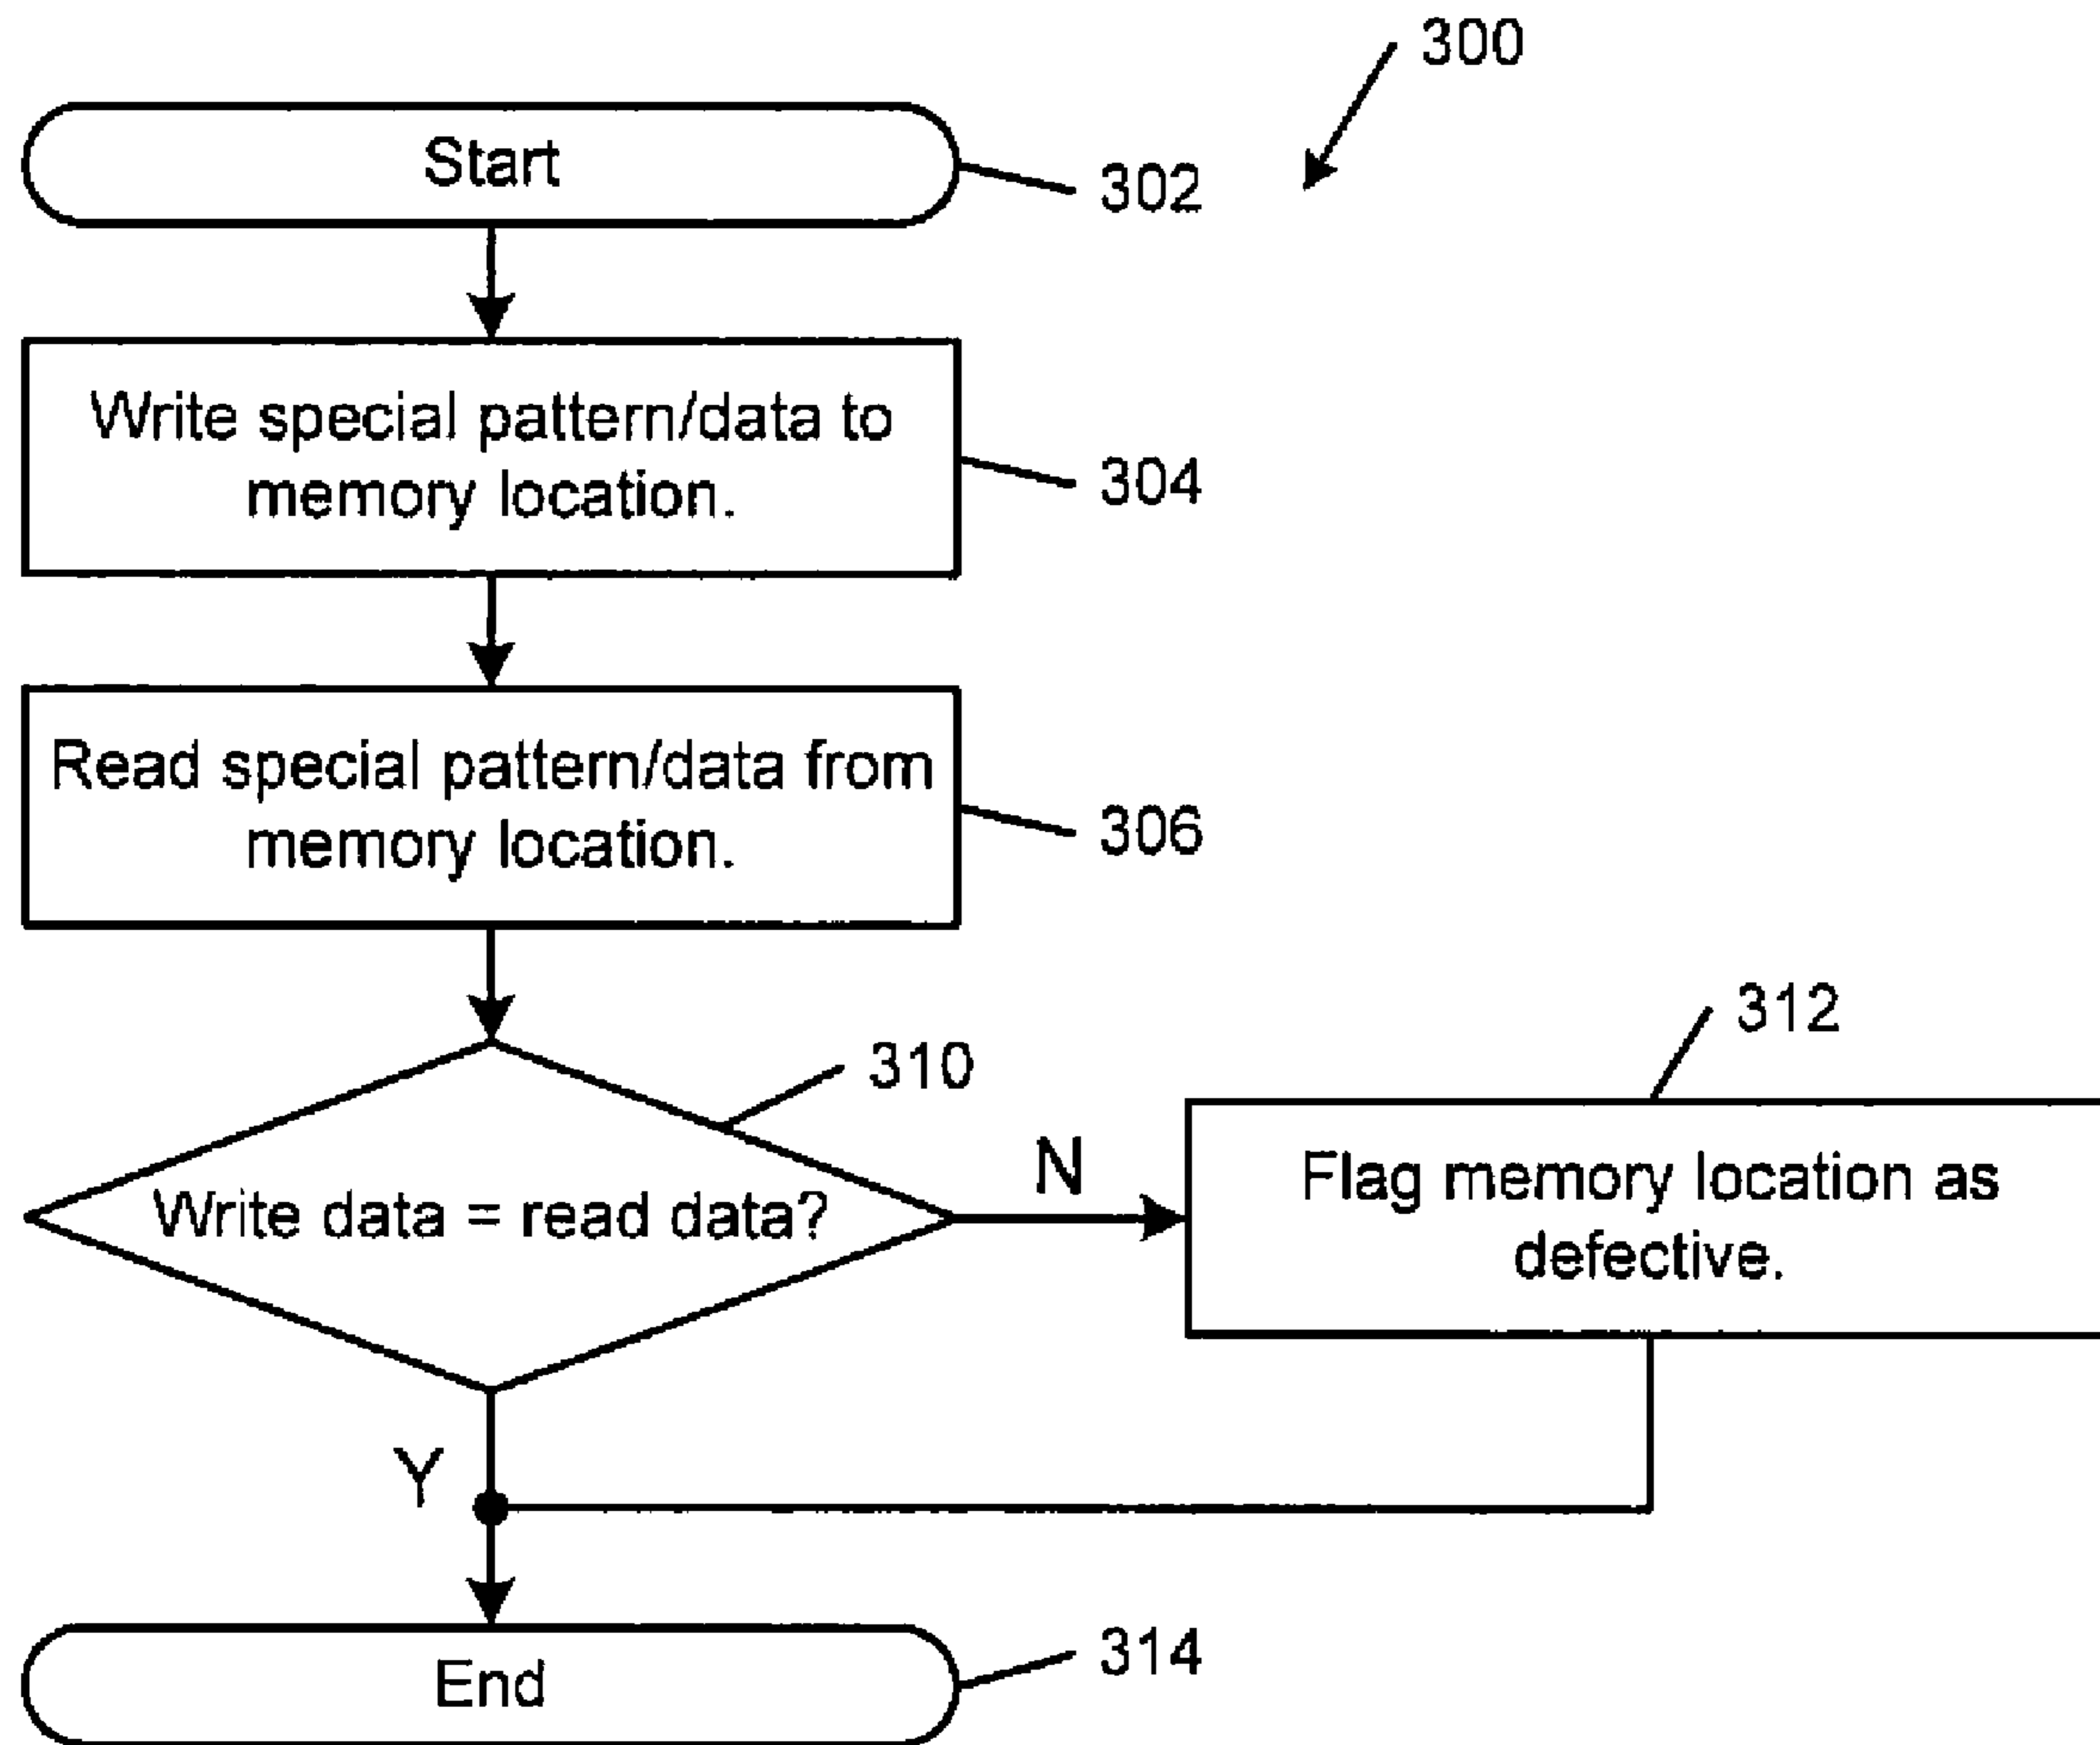 300
Start
302
Write special pattern/data to
memory location.
304
Read special pattern/data from
memory location.
306
310
312
Write data = read data?
N
Flag memory location as
defective.
Y
End
314